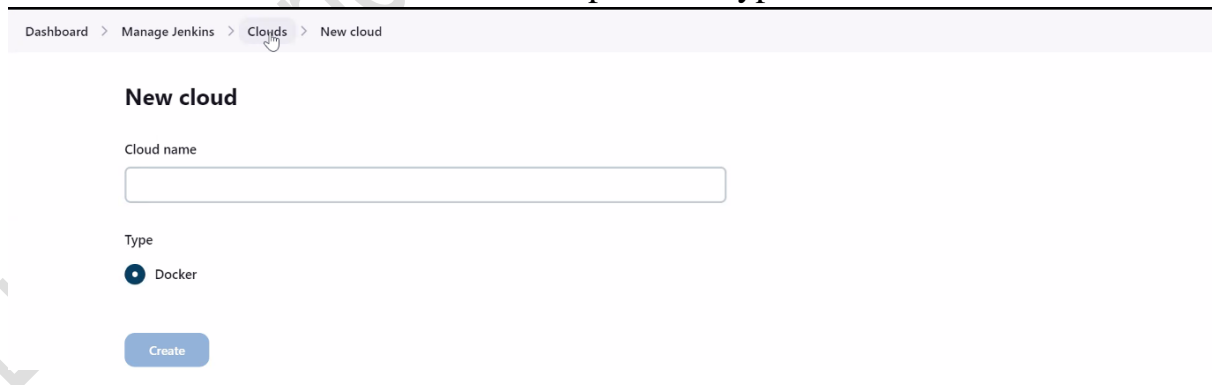 Dashboard > Manage Jenkins > Clouds > New cloud
New cloud
Cloud name
Type
Docker
Create